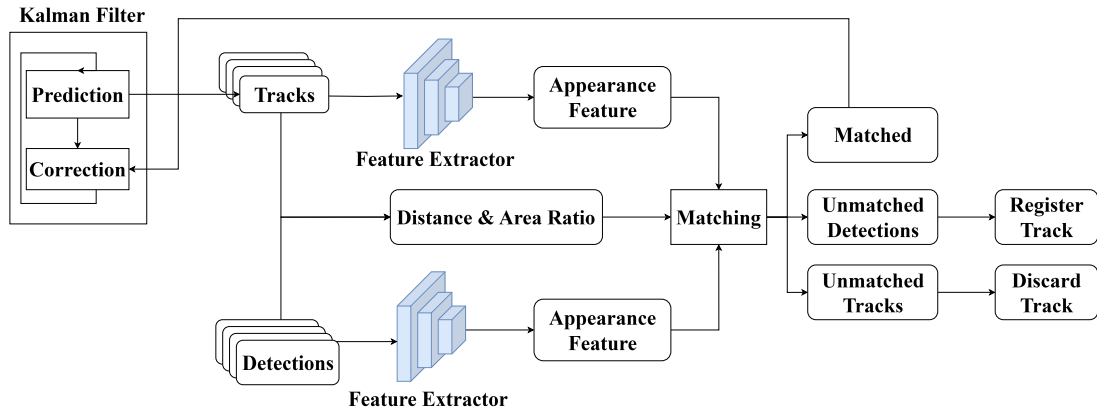 Kalman Filter
Prediction
Correction
Tracks
Feature Extractor
Appearance
Feature
Distance & Area Ratio
Matching
Detections
Feature Extractor
Appearance
Feature
Matched
Unmatched
Detections
Register
Track
Unmatched
Tracks
Discard
Track